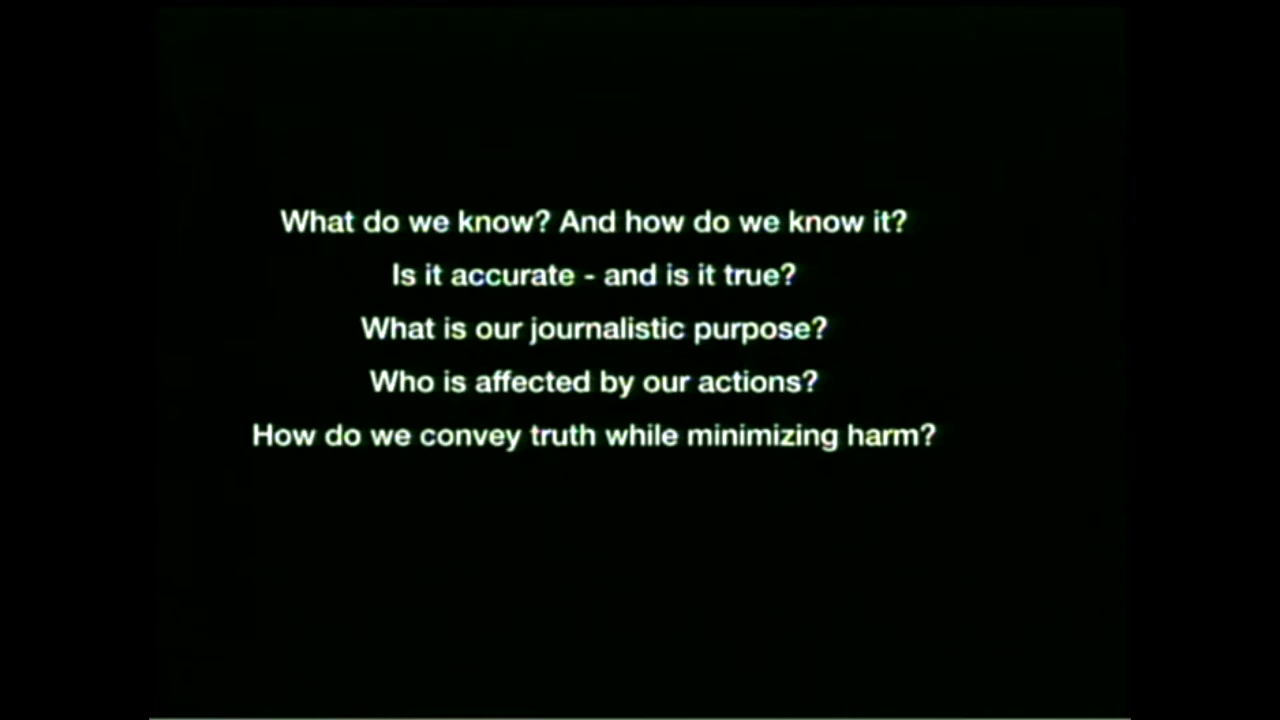 What do we know? And how do we know it?
Is it accurate - and is it true?
What is our journalistic purpose?
Who is affected by our actions?
How do we convey truth while minimizing harm?